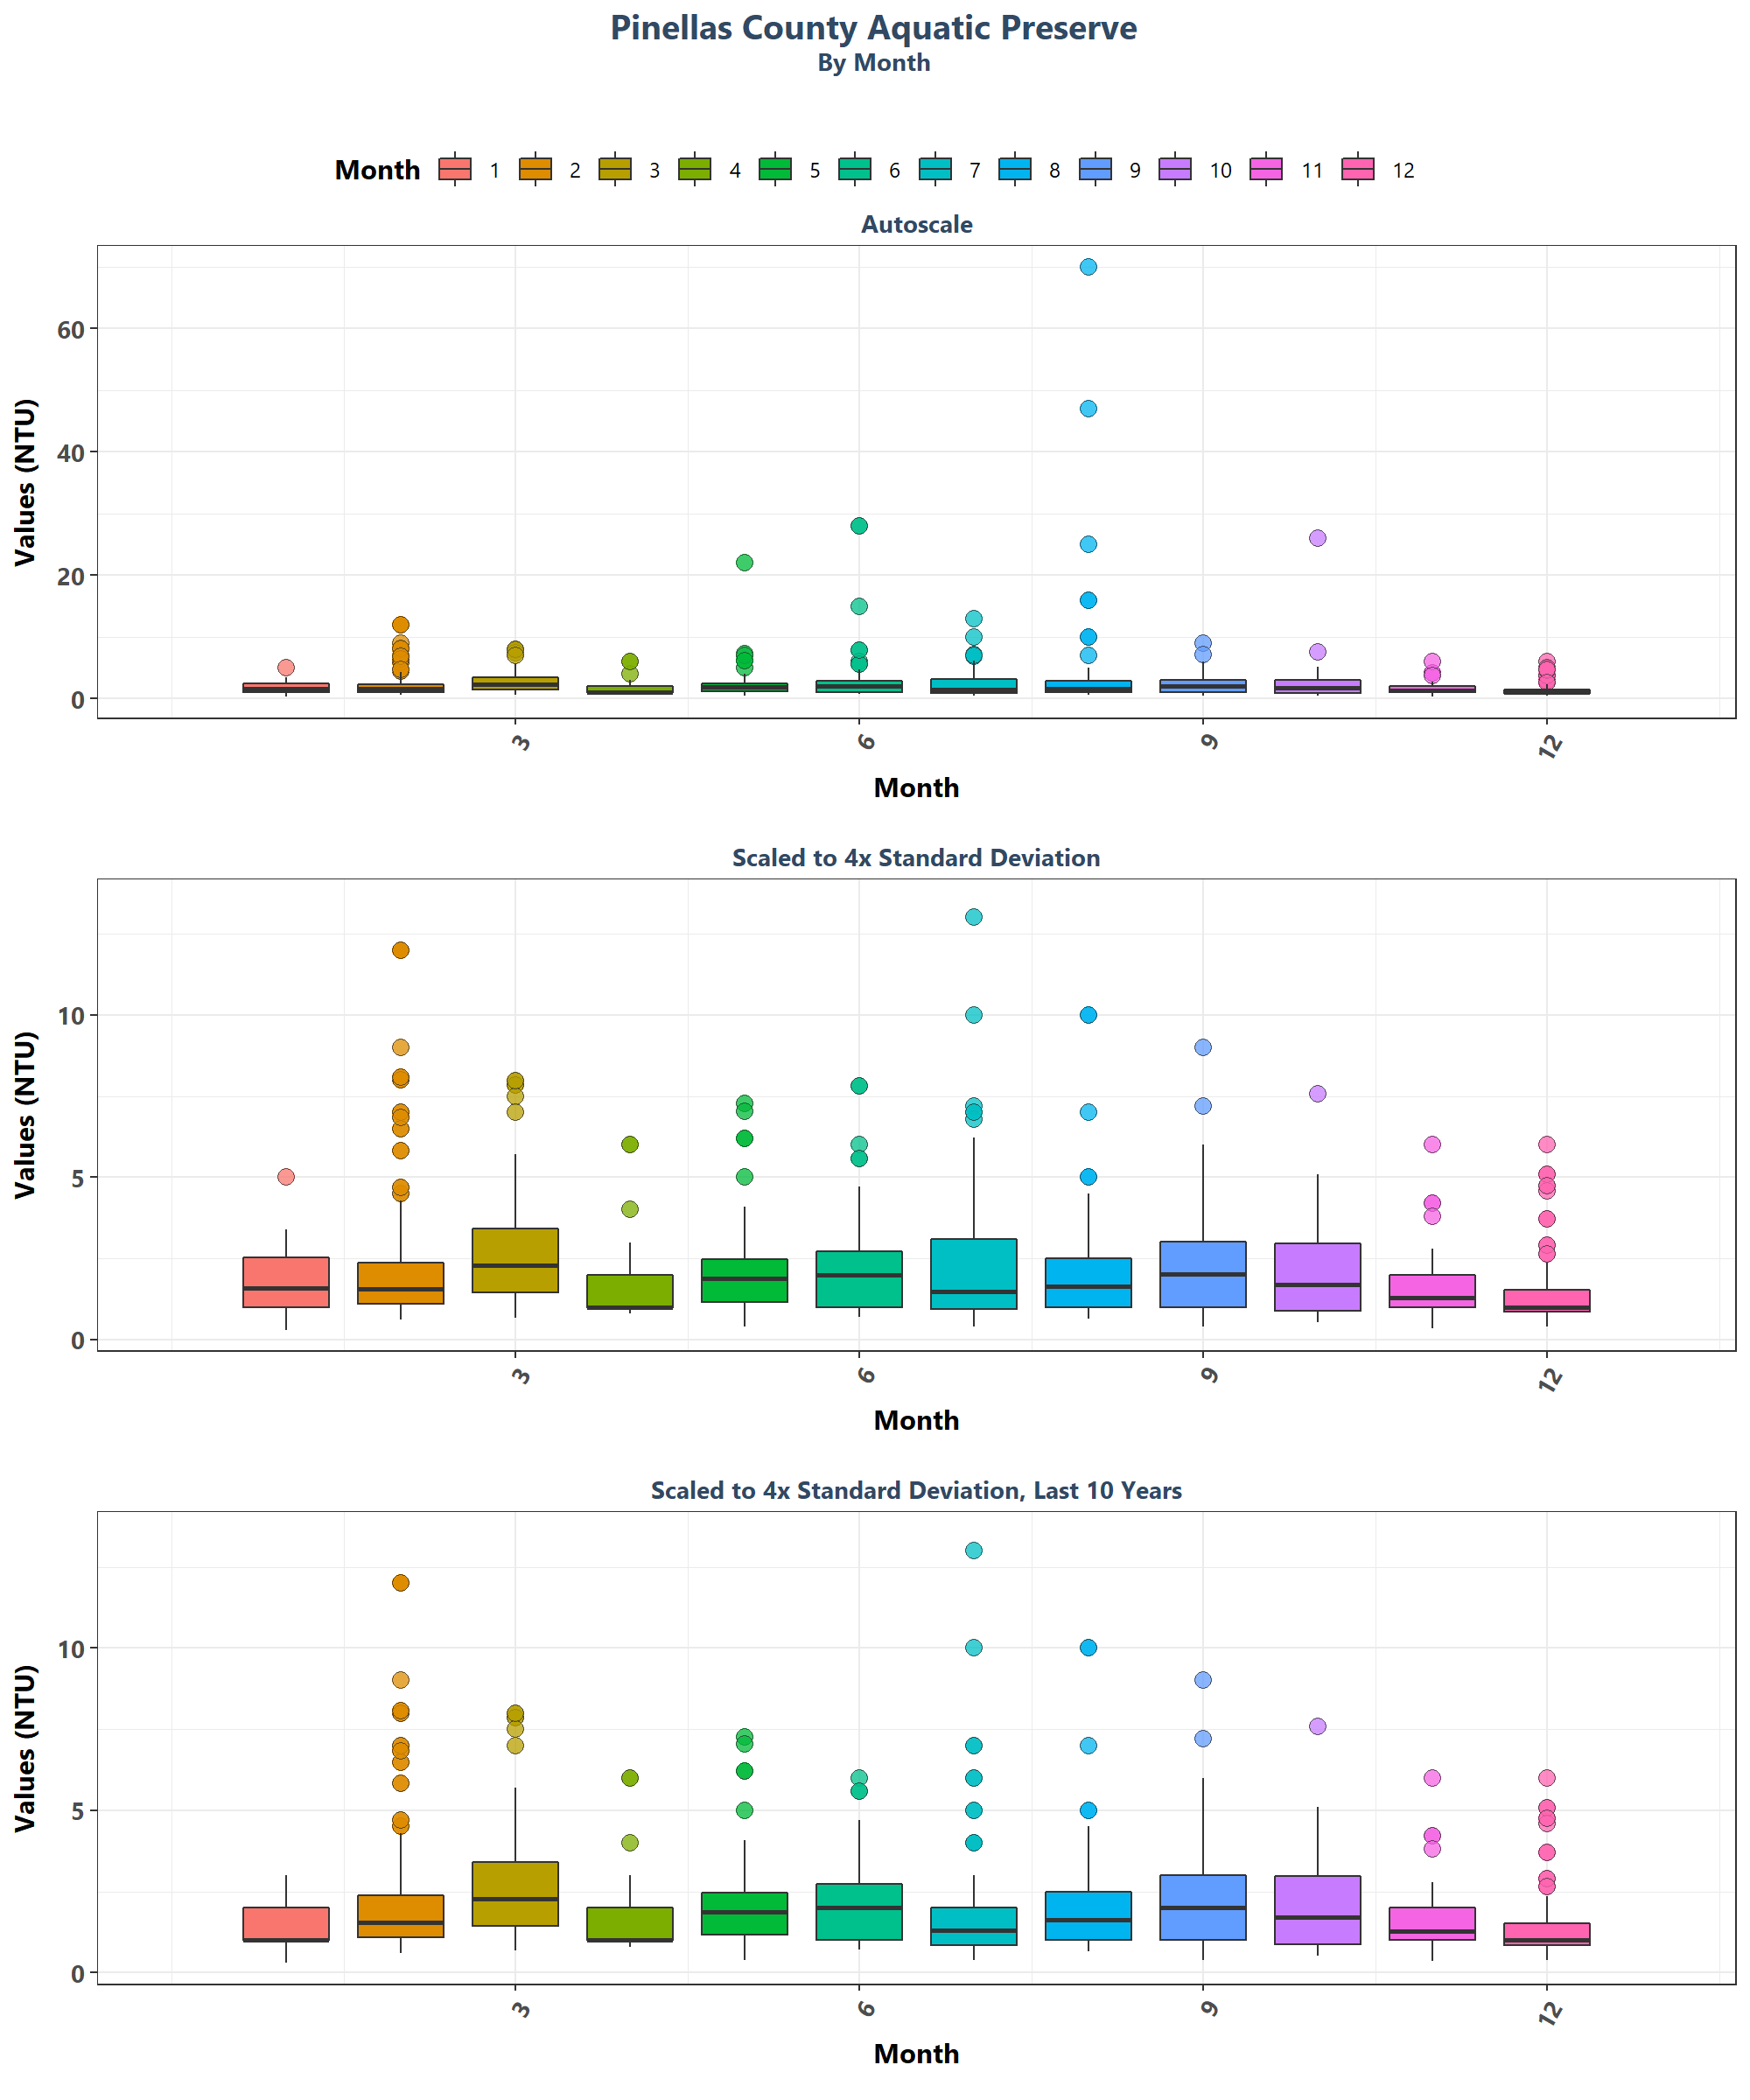 Pinellas County Aquatic Preserve
By Month
Month 1 2 3 4 5 6 7 8 9 10 11 12
Autoscale
Values (NTU)
60
40
20
0
3 6 9 12
Month
Scaled to 4x Standard Deviation
Values (NTU)
10
5
0
3 6 9 12
Month
Scaled to 4x Standard Deviation, Last 10 Years
Values (NTU)
10
5
0
3 6 9 12
Month